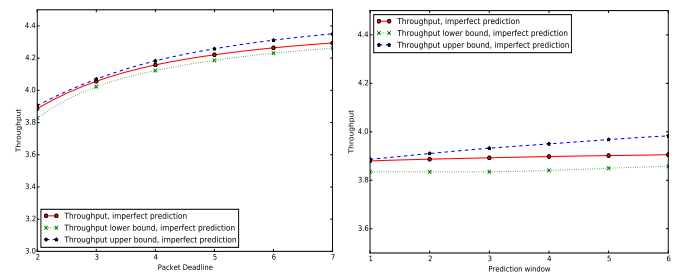 4.4
4.2
4.0
3.8
3.6
3.4
3.2
3.0
Throughput
Throughput, imperfect prediction
Throughput lower bound, imperfect prediction
Throughput upper bound, imperfect prediction
2 3 4 5 6 7
Packet Deadline
4.4
4.2
4.0
3.8
3.6
Throughput
Throughput, imperfect prediction
Throughput lower bound, imperfect prediction
Throughput upper bound, imperfect prediction
1 2 3 4 5 6
Prediction window